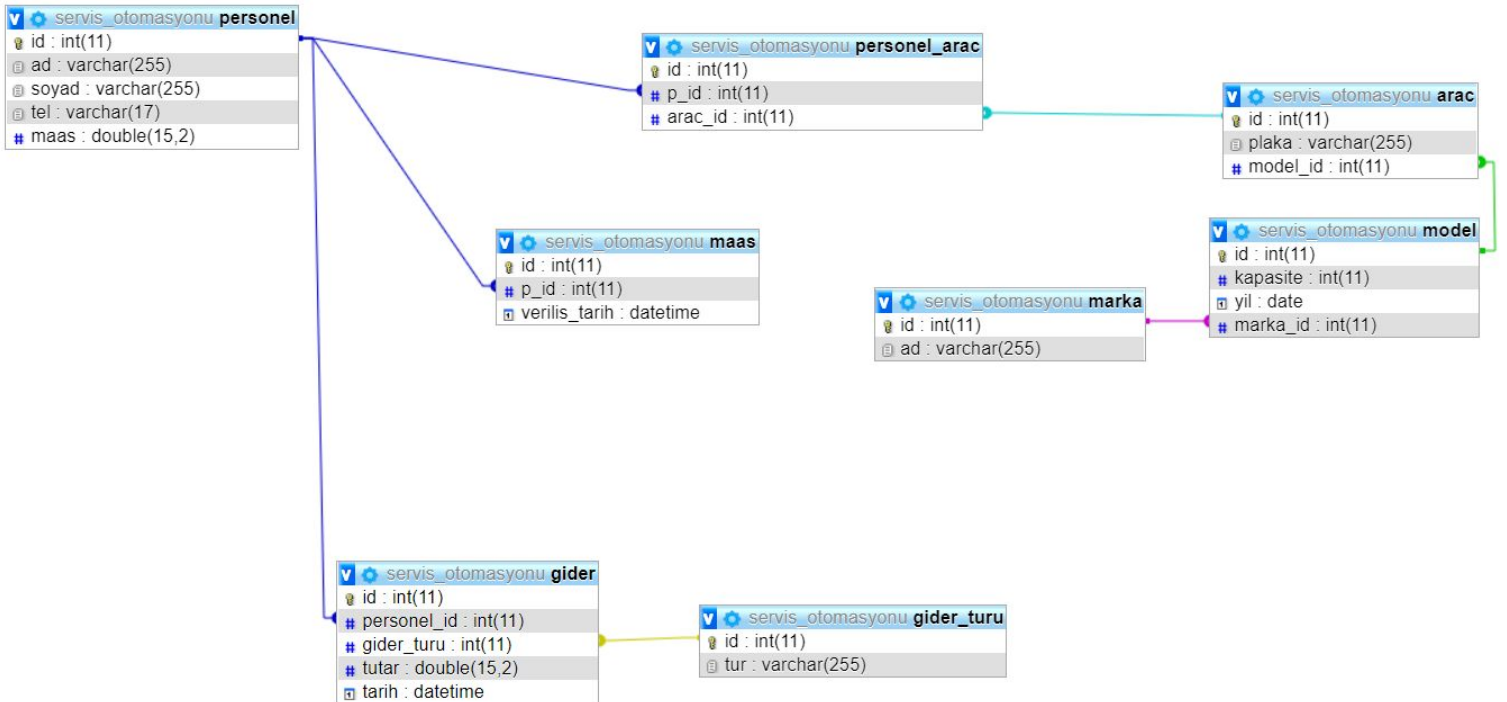 servis_otomasyonu personel
id : int(11)
ad : varchar(255)
soyad : varchar(255)
tel : varchar(17)
maas : double(15,2)
servis_otomasyonu personel_arac
id : int(11)
p_id : int(11)
arac_id : int(11)
servis_otomasyonu arac
id : int(11)
plaka : varchar(255)
model_id : int(11)
servis_otomasyonu maas
id : int(11)
p_id : int(11)
verilis_tarih : datetime
servis_otomasyonu model
id : int(11)
kapasite : int(11)
yil : date
marka_id : int(11)
servis_otomasyonu marka
id : int(11)
ad : varchar(255)
servis_otomasyonu gider
id : int(11)
personel_id : int(11)
gider_turu : int(11)
tutar : double(15,2)
tarih : datetime
servis_otomasyonu gider_turu
id : int(11)
tur : varchar(255)